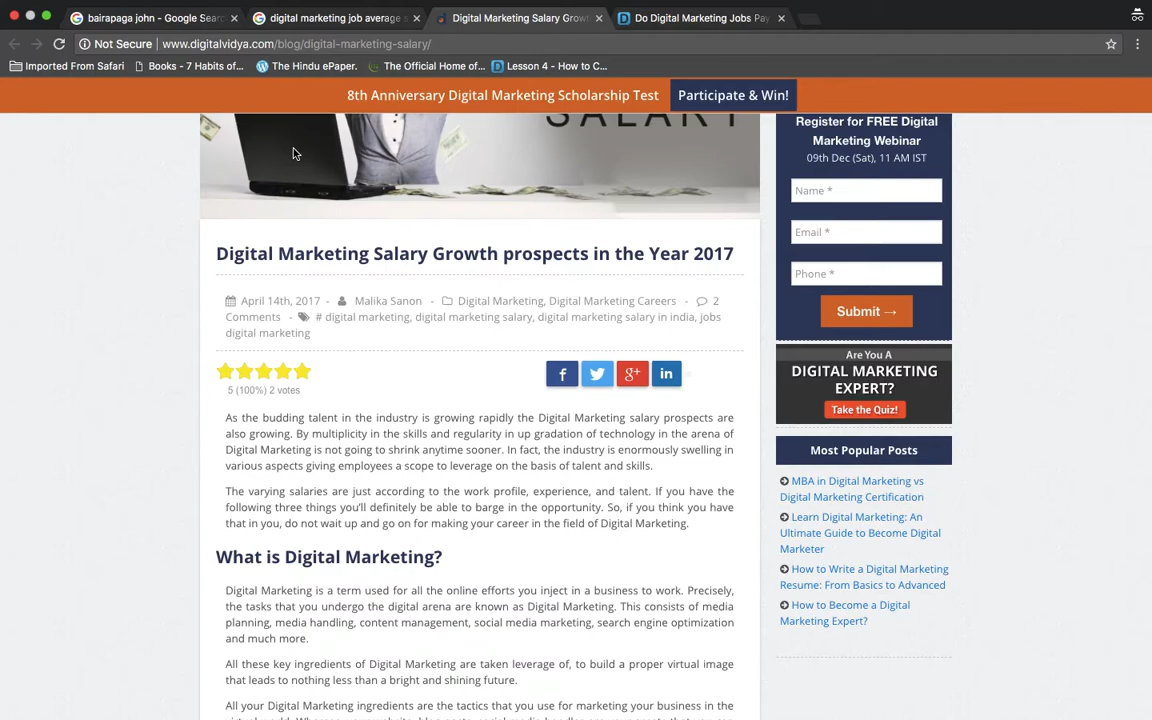 bairapaga john - Google Sear
digital marketing job average s
Digital Marketing Salary Growt
Do Digital Marketing Jobs Pay
Not Secure | www.digitalvidya.com/blog/digital-marketing-salary/
Imported From Safari
Books - 7 Habits of...
The Hindu ePaper.
The Official Home of...
Lesson 4 - How to C...
8th Anniversary Digital Marketing Scholarship Test
Participate & Win!
SALARY
Digital Marketing Salary Growth prospects in the Year 2017
April 14th, 2017 - Malika Sanon - Digital Marketing, Digital Marketing Careers - 2
Comments - # digital marketing, digital marketing salary, digital marketing salary in india, jobs
digital marketing
5 (100%) 2 votes
f
g+
in
As the budding talent in the industry is growing rapidly the Digital Marketing salary prospects are
also growing. By multiplicity in the skills and regularity in up gradation of technology in the arena of
Digital Marketing is not going to shrink anytime sooner. In fact, the industry is enormously swelling in
various aspects giving employees a scope to leverage on the basis of talent and skills.
The varying salaries are just according to the work profile, experience, and talent. If you have the
following three things you'll definitely be able to barge in the opportunity. So, if you think you have
that in you, do not wait up and go on for making your career in the field of Digital Marketing.
What is Digital Marketing?
Digital Marketing is a term used for all the online efforts you inject in a business to work. Precisely,
the tasks that you undergo the digital arena are known as Digital Marketing. This consists of media
planning, media handling, content management, social media marketing, search engine optimization
and much more.
All these key ingredients of Digital Marketing are taken leverage of, to build a proper virtual image
that leads to nothing less than a bright and shining future.
All your Digital Marketing ingredients are the tactics that you use for marketing your business in the
Register for FREE Digital
Marketing Webinar
09th Dec (Sat), 11 AM IST
Name *
Email *
Phone *
Submit →
Are You A
DIGITAL MARKETING
EXPERT?
Take the Quiz!
Most Popular Posts
MBA in Digital Marketing vs
Digital Marketing Certification
Learn Digital Marketing: An
Ultimate Guide to Become Digital
Marketer
How to Write a Digital Marketing
Resume: From Basics to Advanced
How to Become a Digital
Marketing Expert?